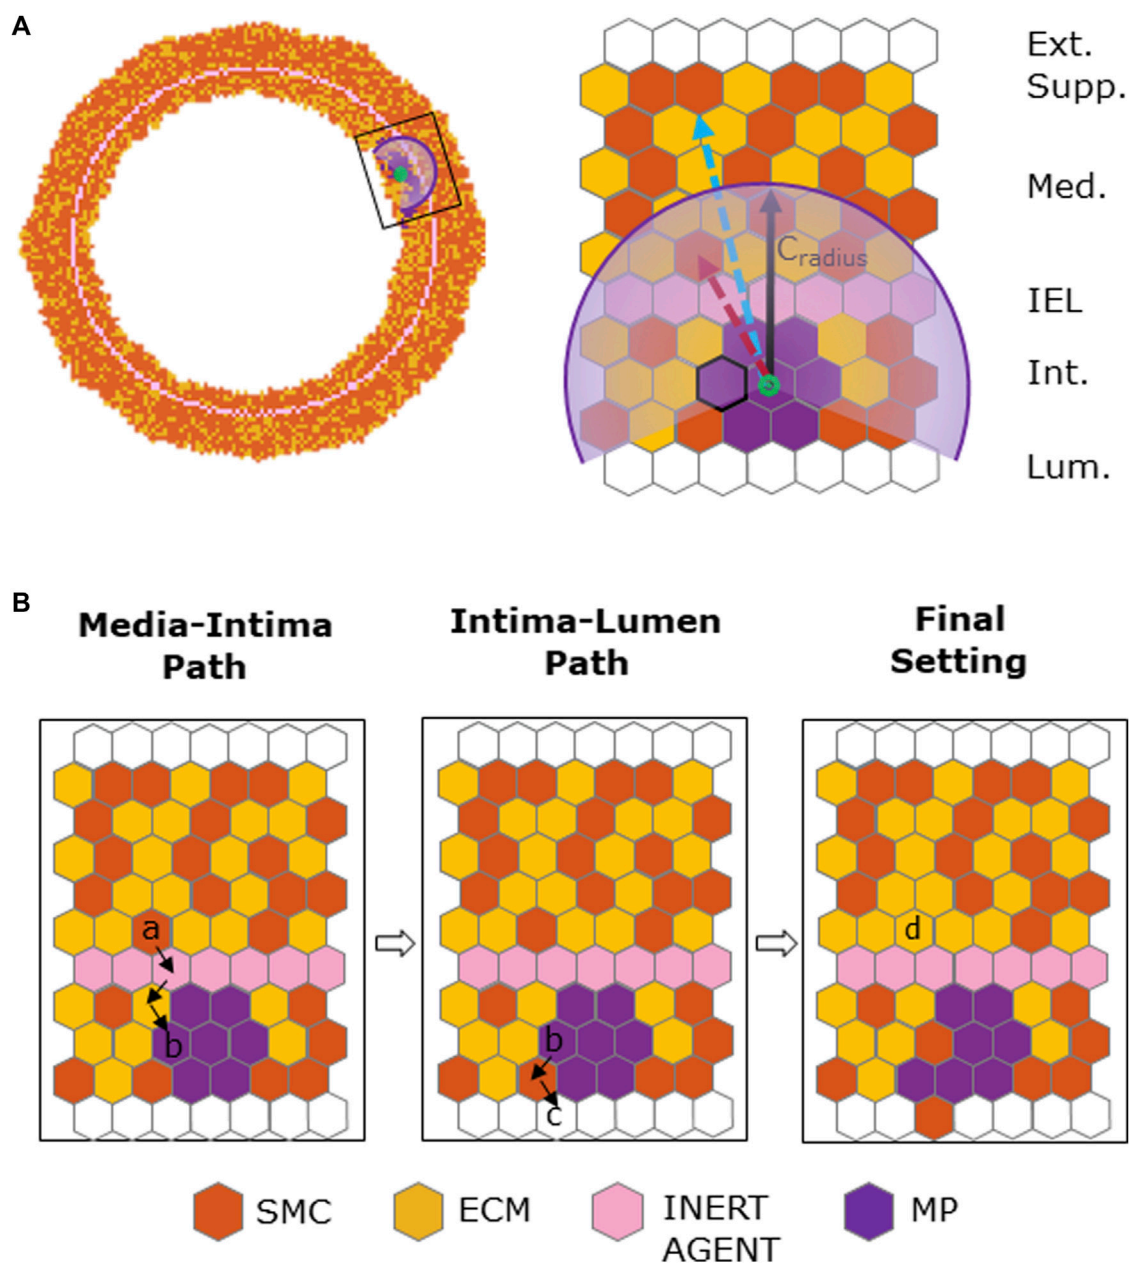 A
Ext.
Supp.
Med.
C radius
IEL
Int.
Lum.
B
Media-Intima
Path
Intima-Lumen
Path
Final
Setting
a
b
b
c
d
SMC
ECM
INERT
AGENT
MP